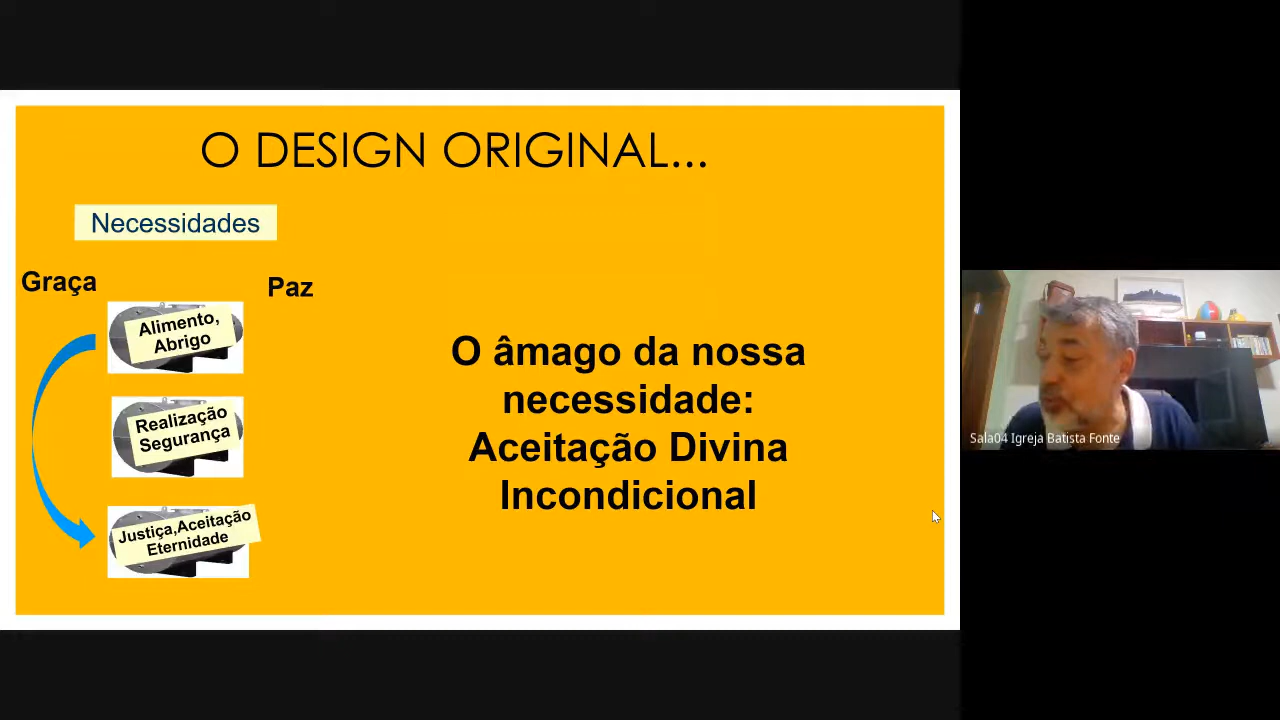 O DESIGN ORIGINAL...
Necessidades
Graça
Paz
Alimento,
Abrigo
Realização
Segurança
Justiça,Aceitação
Eternidade
O âmago da nossa
necessidade:
Aceitação Divina
Incondicional
Sala04 Igreja Batista Fonte